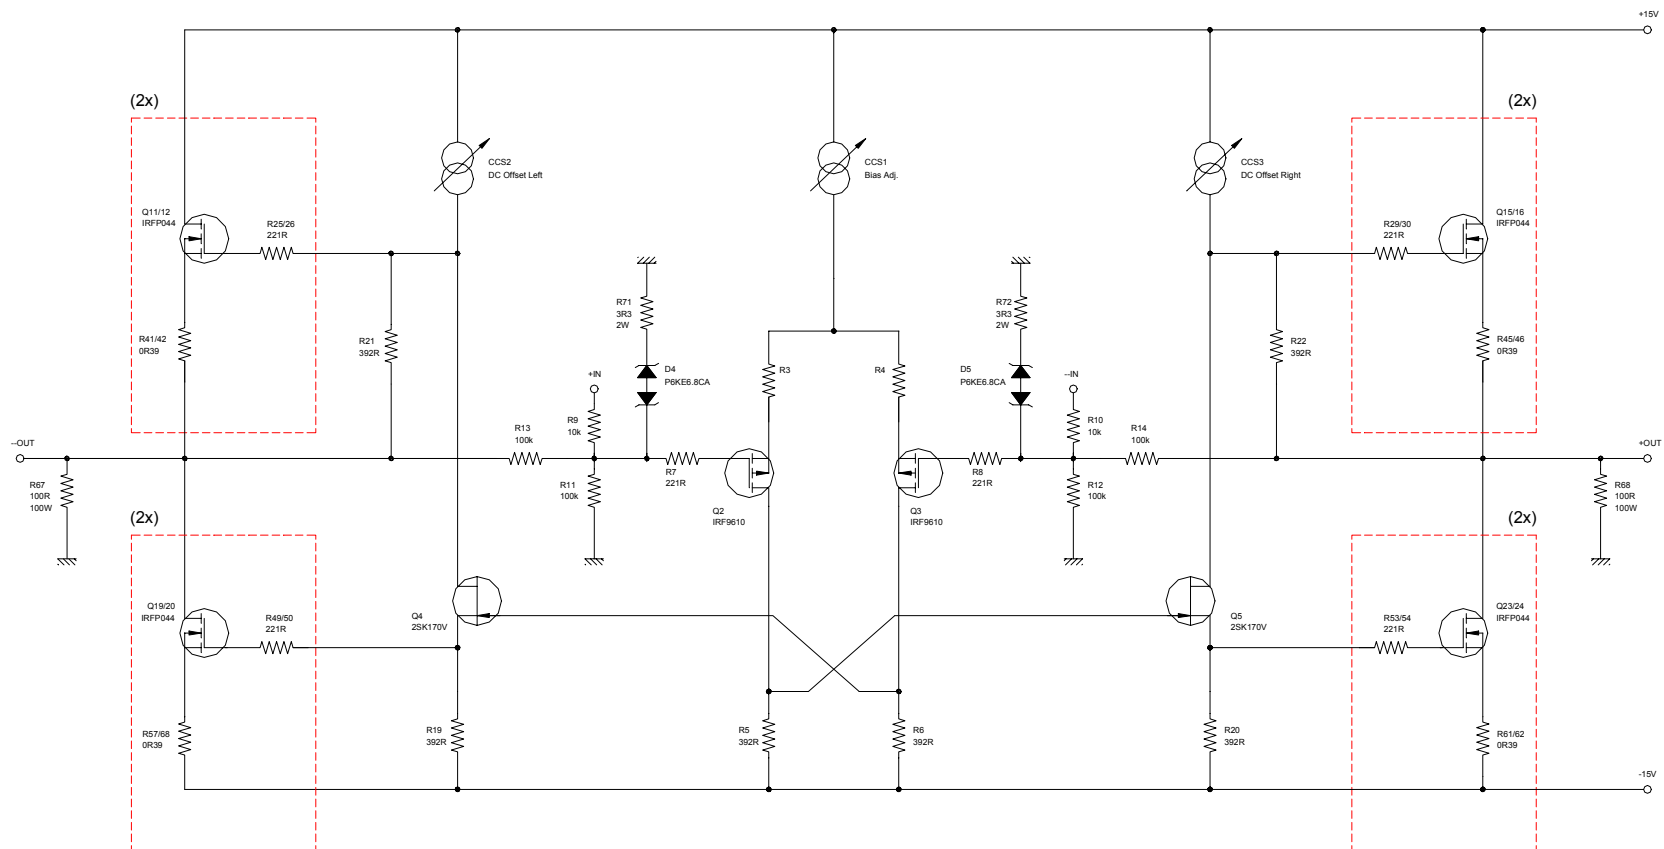 +15V
(2x)
(2x)
CCS2
DC Offset Left
CCS1
Bias Adj.
CCS3
DC Offset Right
Q11/12
IRFP044
R25/26
221R
R29/30
221R
Q15/16
IRFP044
R71
3R3
2W
R72
3R3
2W
R41/42
0R39
R21
392R
R22
392R
R45/46
0R39
+IN
D4
P6KE6.8CA
R3
R4
D5
P6KE6.8CA
--IN
R9
10k
R10
10k
R13
100k
R14
100k
--OUT
+OUT
R7
221R
R8
221R
R67
100R
100W
R11
100k
R12
100k
R68
100R
100W
Q2
IRF9610
Q3
IRF9610
(2x)
(2x)
Q19/20
IRFP044
R49/50
221R
Q4
2SK170V
Q5
2SK170V
R53/54
221R
Q23/24
IRFP044
R57/68
0R39
R19
392R
R5
392R
R6
392R
R20
392R
R61/62
0R39
-15V